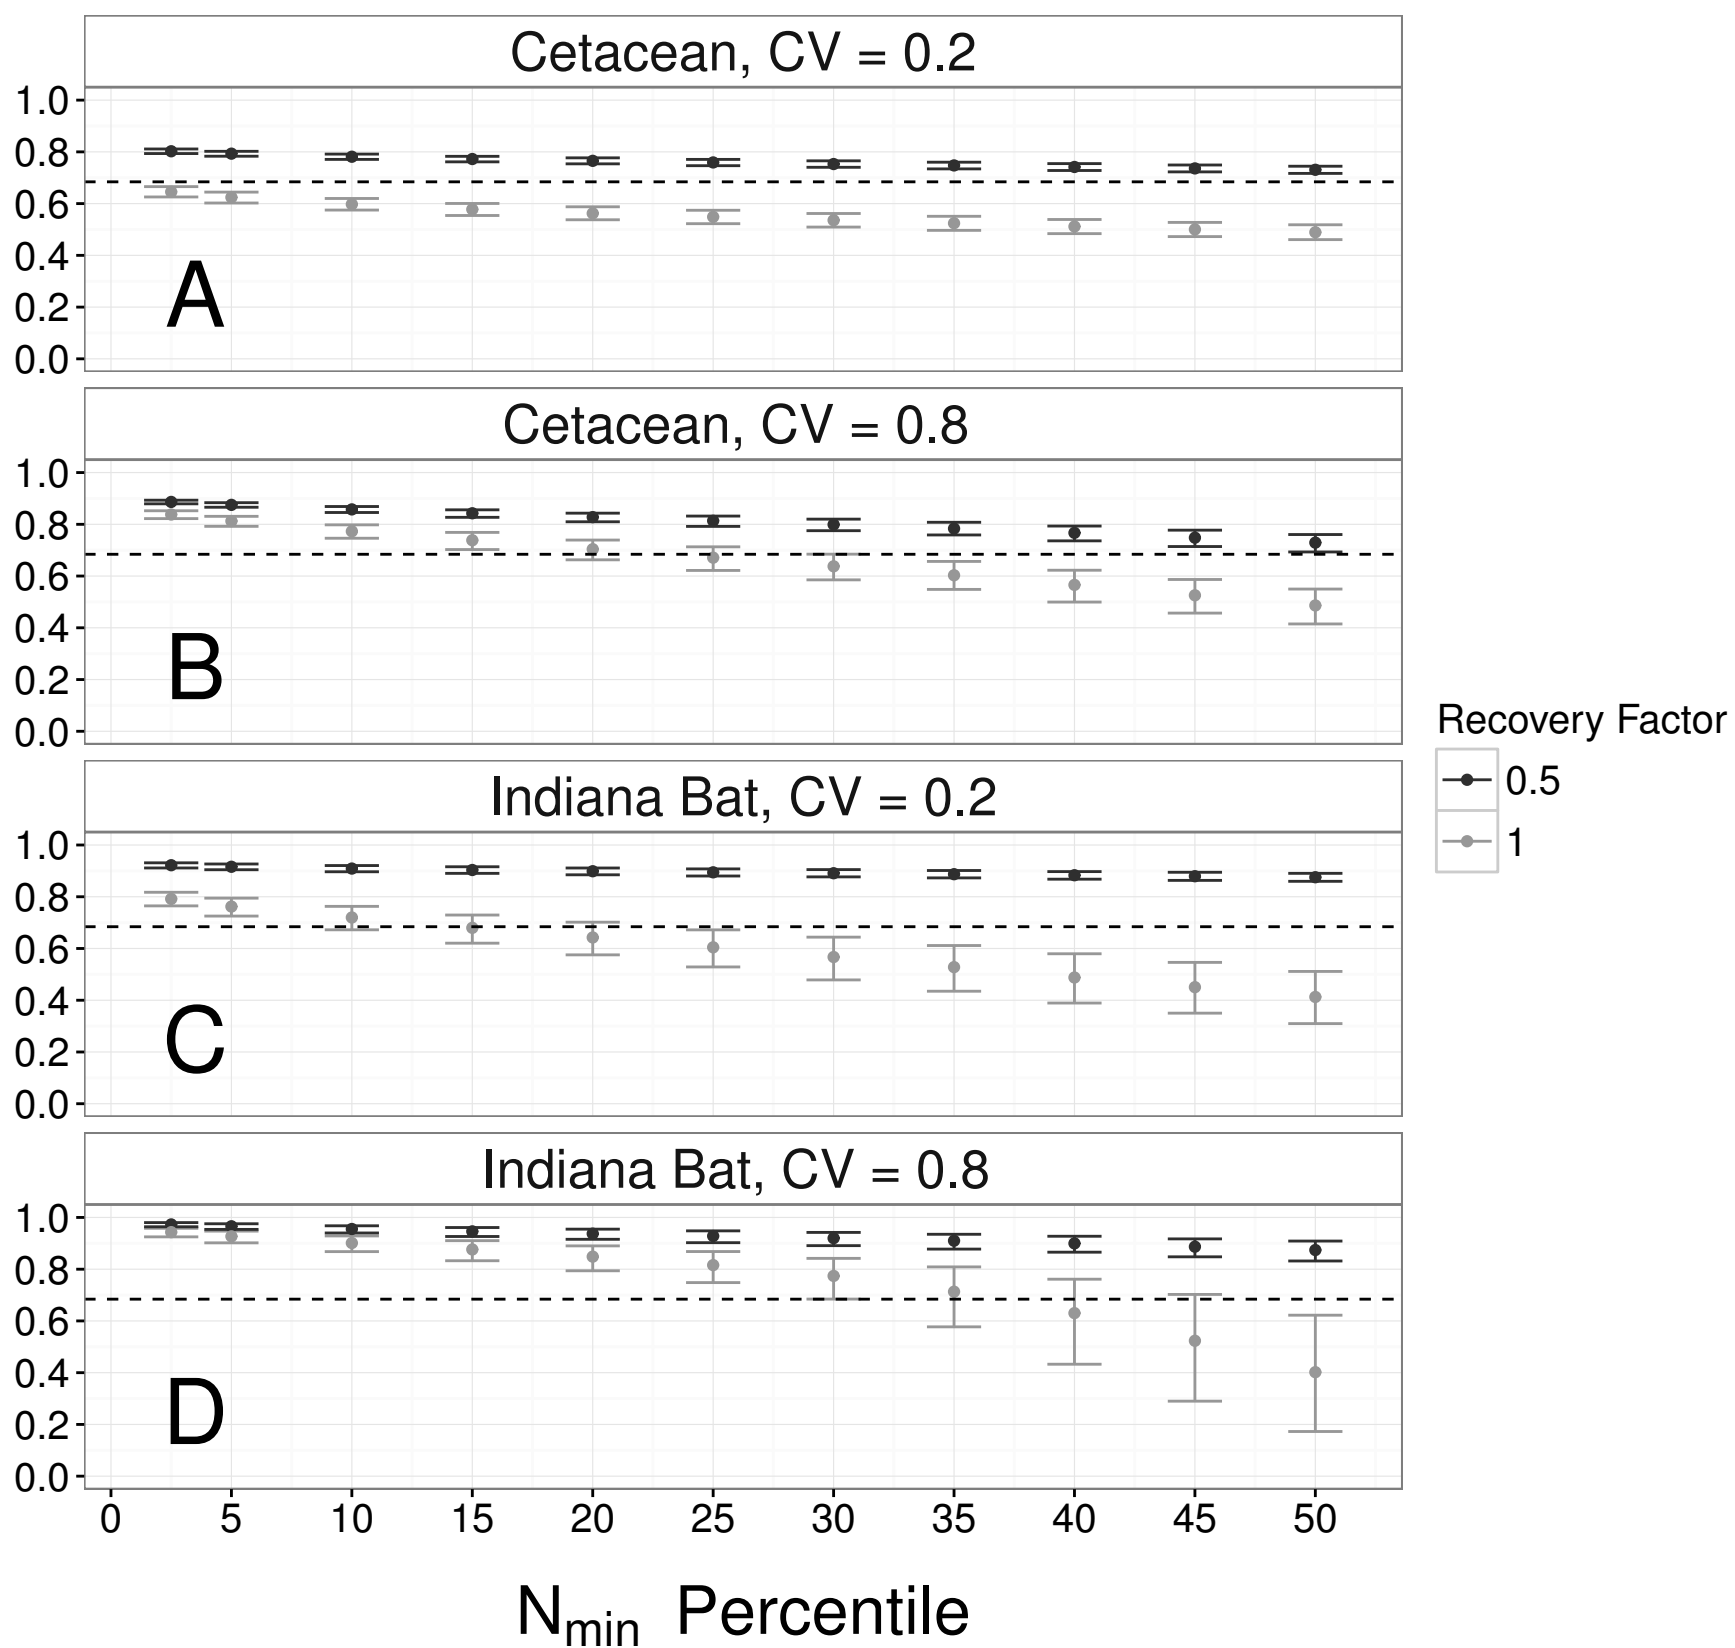 Cetacean, CV = 0.2
1.0
0.8
0.6
0.4
0.2
0.0
A
Cetacean, CV = 0.8
1.0
0.8
0.6
0.4
0.2
0.0
B
Indiana Bat, CV = 0.2
1.0
0.8
0.6
0.4
0.2
0.0
C
Indiana Bat, CV = 0.8
1.0
0.8
0.6
0.4
0.2
0.0
D
0 5 10 15 20 25 30 35 40 45 50
Nmin Percentile
Recovery Factor
0.5
1